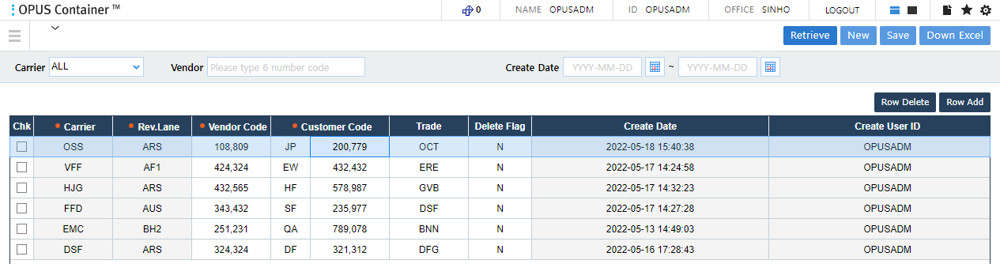 OPUS Container ™ 0 NAME OPUSADM ID OPUSADM OFFICE SINHO LOGOUT
Retrieve New Save Down Excel
Carrier ALL Vendor Please type 6 number code Create Date YYYY-MM-DD ~ YYYY-MM-DD
Row Delete Row Add
Chk Carrier Rev.Lane Vendor Code Customer Code Trade Delete Flag Create Date Create User ID
OSS ARS 108,809 JP 200,779 OCT N 2022-05-18 15:40:38 OPUSADM
VFF AF1 424,324 EW 432,432 ERE N 2022-05-17 14:24:58 OPUSADM
HJG ARS 432,565 HF 578,987 GVB N 2022-05-17 14:32:23 OPUSADM
FFD AUS 343,432 SF 235,977 DSF N 2022-05-17 14:27:28 OPUSADM
EMC BH2 251,231 QA 789,078 BNN N 2022-05-13 14:49:03 OPUSADM
DSF ARS 324,324 DF 321,312 DFG N 2022-05-16 17:28:43 OPUSADM